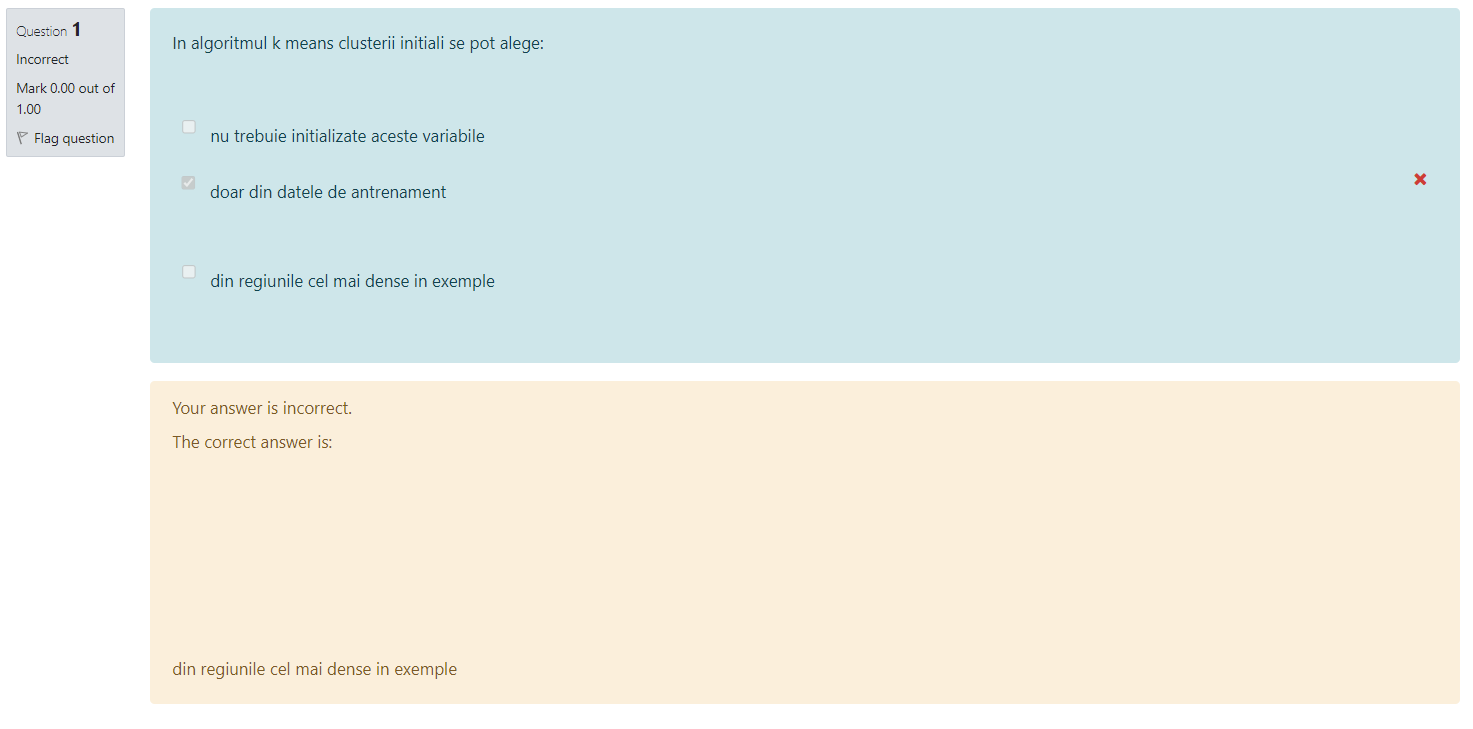 Question 1
Incorrect
Mark 0.00 out of
1.00
Flag question
In algoritmul k means clusterii initiali se pot alege:
nu trebuie initializate aceste variabile
doar din datele de antrenament
din regiunile cel mai dense in exemple
Your answer is incorrect.
The correct answer is:
din regiunile cel mai dense in exemple